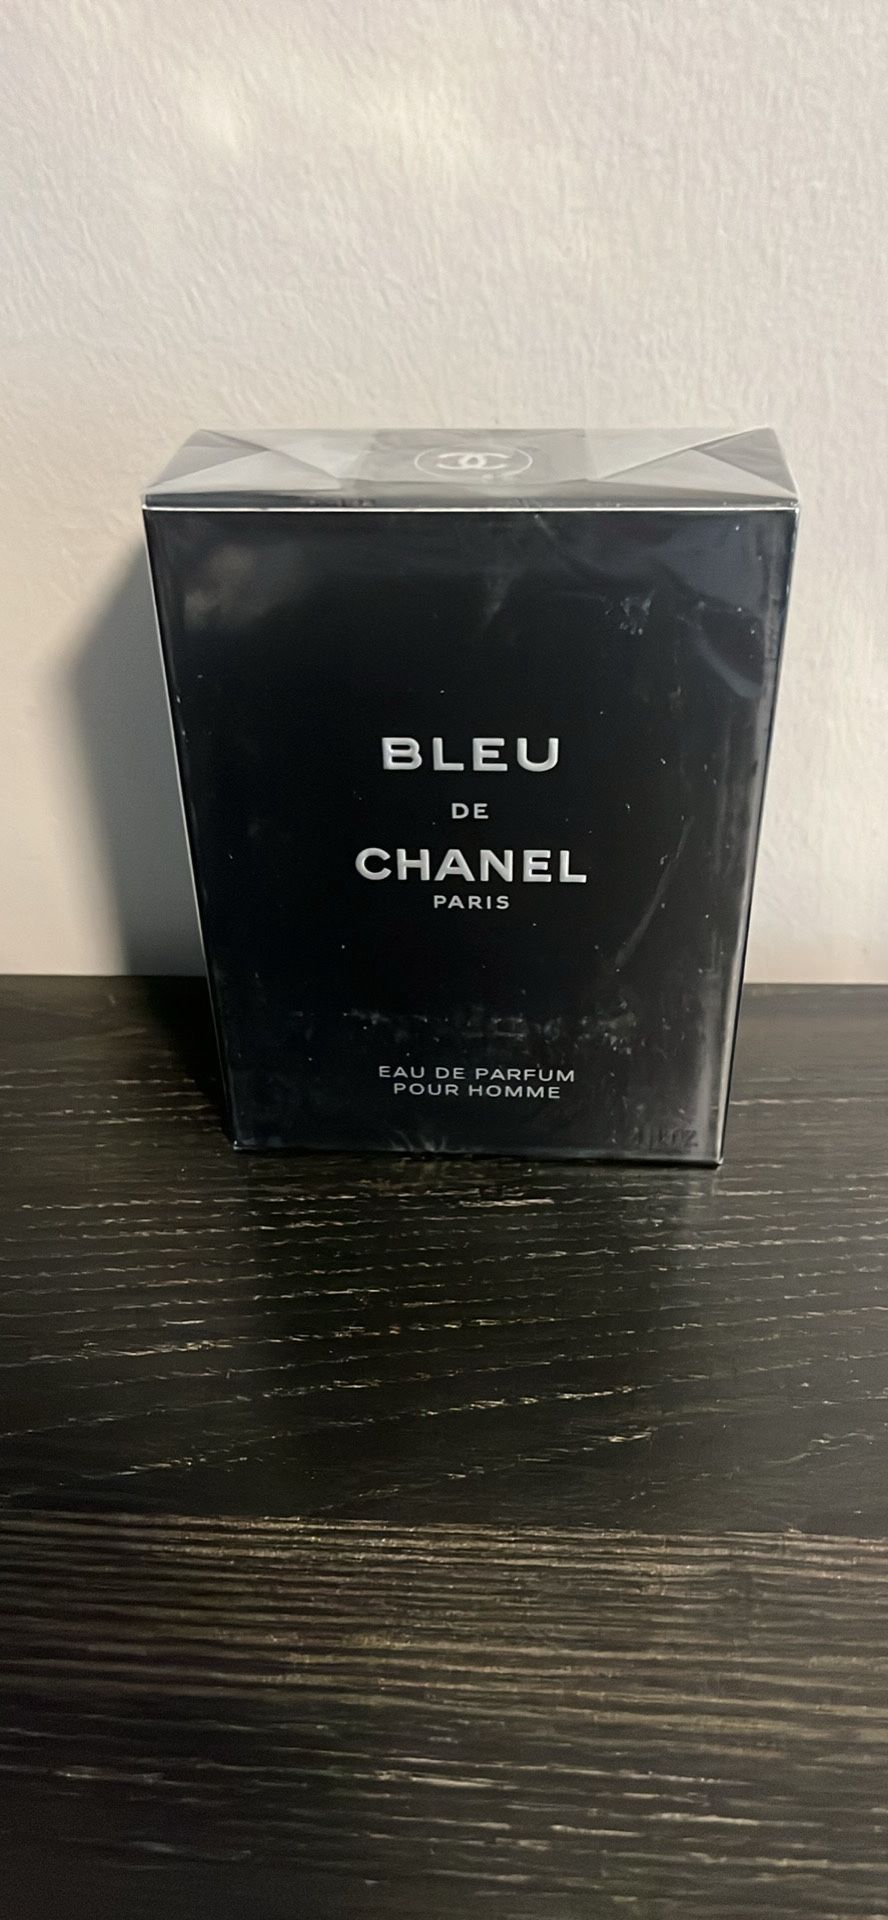 BLEU
DE
CHANEL
PARIS
EAU DE PARFUM
POUR HOMME